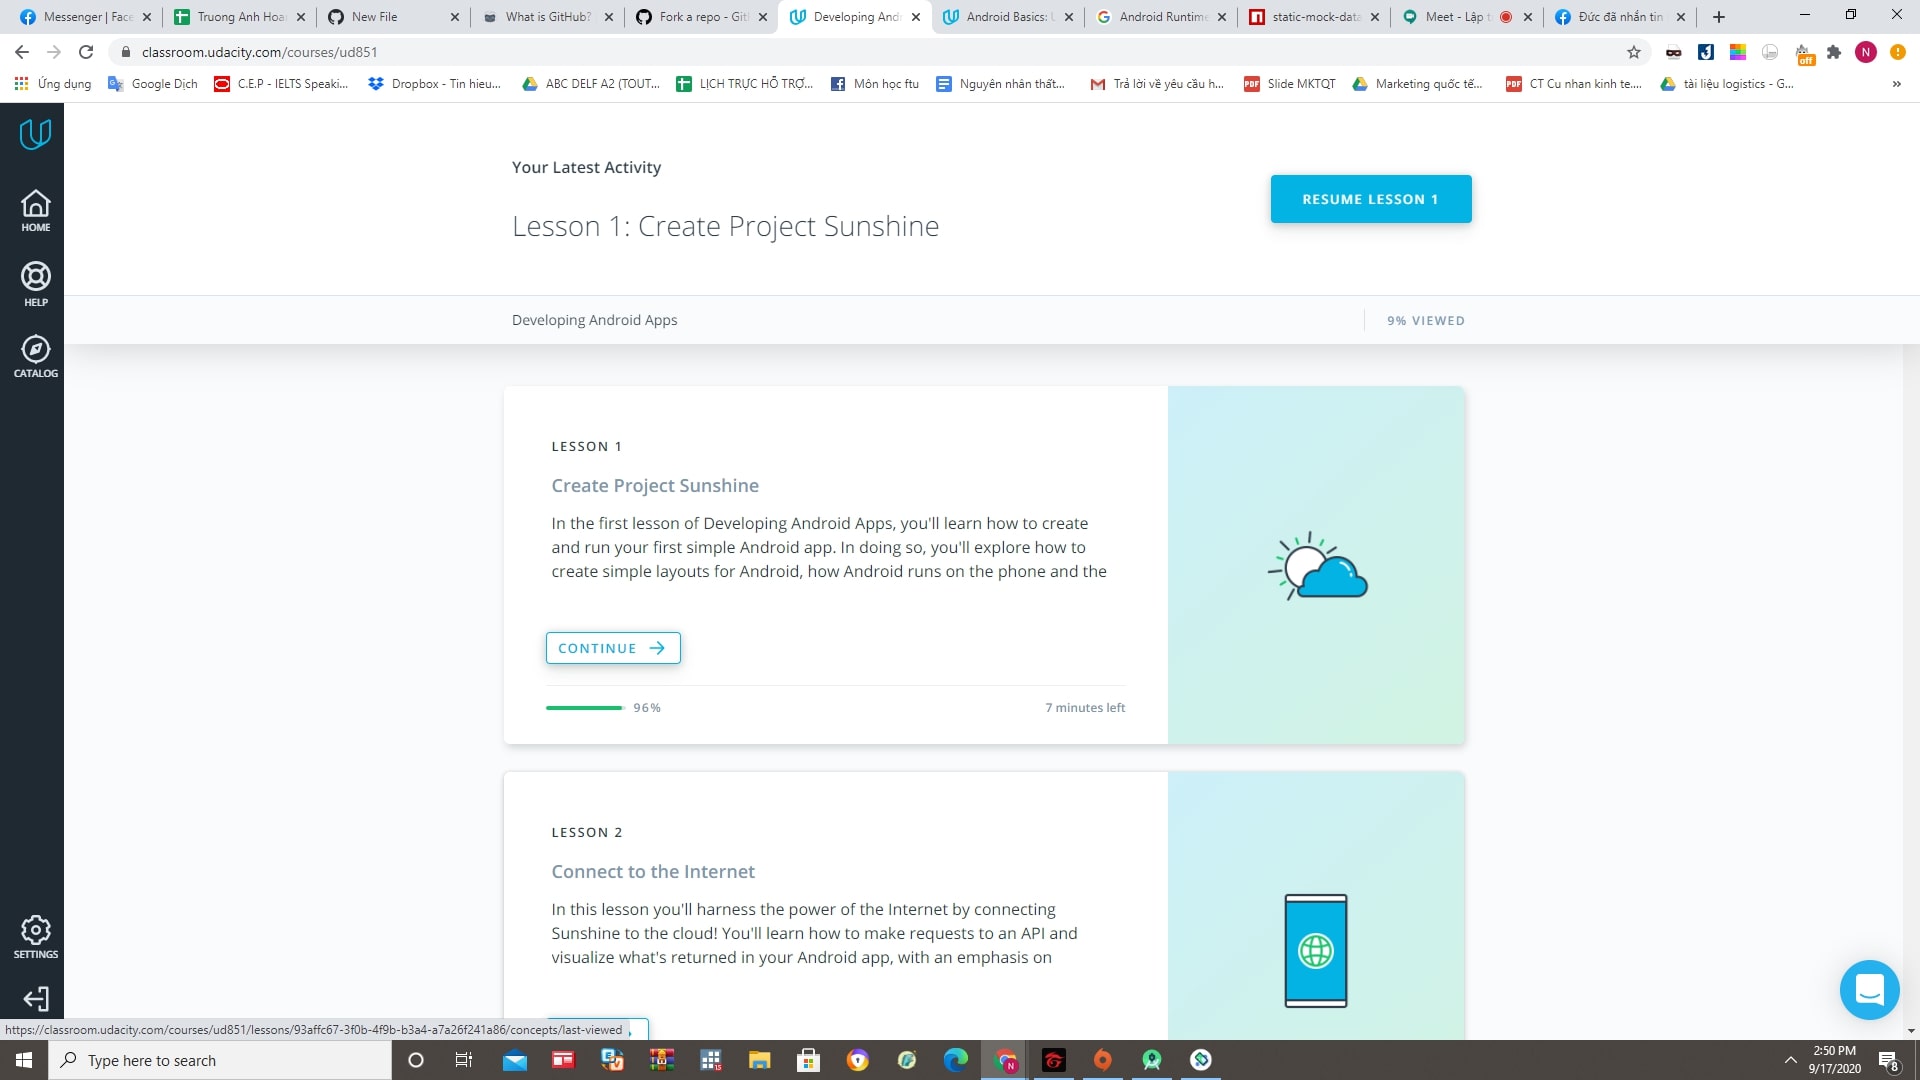 Messenger | Face
Truong Anh Hoa
New File
What is GitHub?
Fork a repo - Git
Developing And
Android Basics:
Android Runtime
static-mock-data
Meet - Lập t
Đức đã nhắn tin
classroom.udacity.com/courses/ud851
off
N
Ứng dụng
Google Dịch
C.E.P - IELTS Speaki...
Dropbox - Tin hieu...
ABC DELF A2 (TOUT...
LỊCH TRỰC HỖ TRỢ...
Môn học ftu
Nguyên nhân thất...
Trả lời về yêu cầu h...
Slide MKTQT
Marketing quốc tế...
CT Cu nhan kinh te....
tài liệu logistics - G...
HOME
HELP
CATALOG
SETTINGS
Your Latest Activity
Lesson 1: Create Project Sunshine
RESUME LESSON 1
Developing Android Apps
9% VIEWED
LESSON 1
Create Project Sunshine
In the first lesson of Developing Android Apps, you'll learn how to create
and run your first simple Android app. In doing so, you'll explore how to
create simple layouts for Android, how Android runs on the phone and the
CONTINUE
96%
7 minutes left
LESSON 2
Connect to the Internet
In this lesson you'll harness the power of the Internet by connecting
Sunshine to the cloud! You'll learn how to make requests to an API and
visualize what's returned in your Android app, with an emphasis on
https://classroom.udacity.com/courses/ud851/lessons/93affc67-3f0b-4f9b-b3a4-a7a26f241a86/concepts/last-viewed
Type here to search
2:50 PM
9/17/2020
8